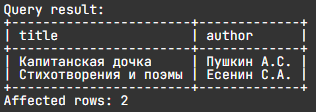 Query result:
+-----------------------+--------------+
| title                 | author       |
+-----------------------+--------------+
| Капитанская дочка     | Пушкин А.С.  |
| Стихотворения и поэмы | Есенин С.А.  |
+-----------------------+--------------+
Affected rows: 2